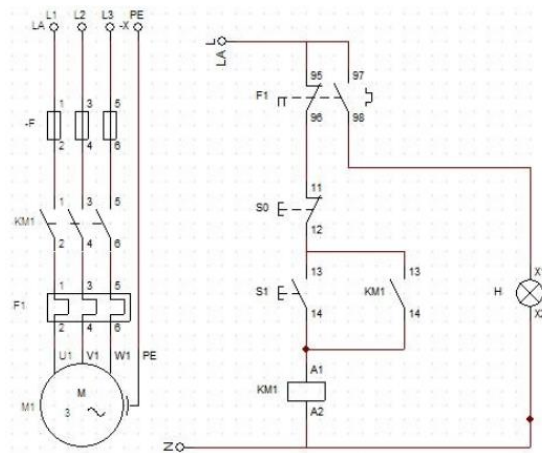 L1 L2 L3 -X PE
LA
-F
1 3 5
2 4 6
KM1
1 3 5
2 4 6
F1
1 3 5
2 4 6
U1 V1 W1 PE
M1
M
3
L
LA
F1
95 97
96 98
S0
11
12
S1
13
14
KM1
13
14
H
X1
X2
KM1
A1
A2
N